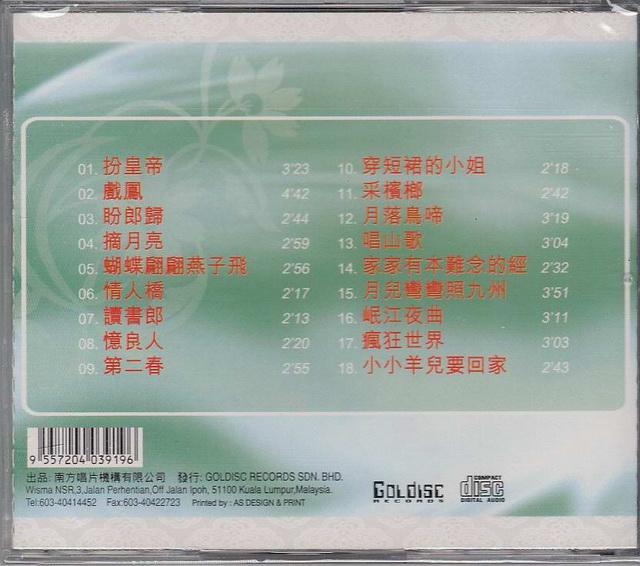 01. 扮皇帝 3'23
02. 戲鳳 4'42
03. 盼郎歸 2'44
04. 摘月亮 2'59
05. 蝴蝶翩翩燕子飛 2'56
06. 情人橋 2'17
07. 讀書郎 2'13
08. 憶良人 2'20
09. 第二春 2'55
10. 穿短裙的小姐 2'18
11. 采檳榔 2'42
12. 月落鳥啼 3'19
13. 唱山歌 3'04
14. 家家有本難念的經 2'32
15. 月兒彎彎照九州 3'51
16. 岷江夜曲 3'11
17. 瘋狂世界 3'03
18. 小小羊兒要回家 2'43
9 557204 039196
出品: 南方唱片機構有限公司 發行: GOLDISC RECORDS SDN. BHD.
Wisma NSR,3,Jalan Perhentian,Off Jalan Ipoh, 51100 Kuala Lumpur,Malaysia.
Tel:603-40414452 Fax:603-40422723 Printed by : AS DESIGN & PRINT
GOLDISC
RECORDS
COMPACT
disc
DIGITAL AUDIO